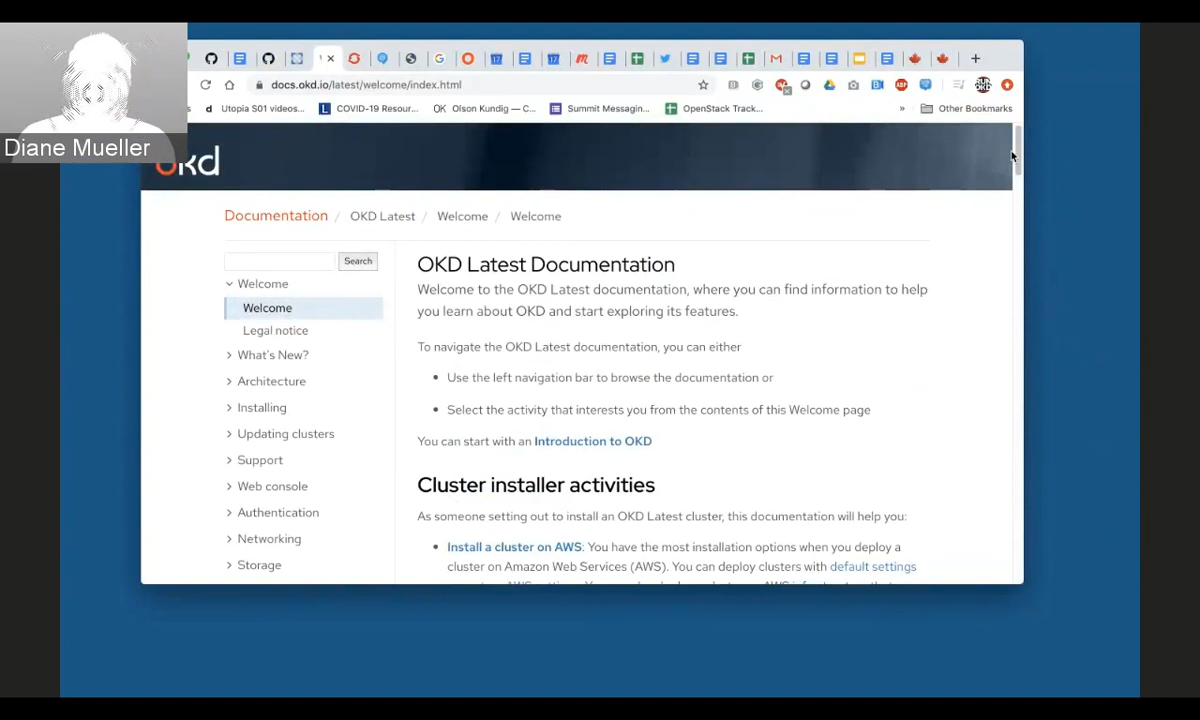 Diane Mueller
docs.okd.io/latest/welcome/index.html
Utopia S01 videos...
COVID-19 Resour...
OK Olson Kundig — C...
Summit Messagin...
OpenStack Track...
»
Other Bookmarks
okd
Documentation / OKD Latest / Welcome / Welcome
Search
Welcome
Welcome
Legal notice
What's New?
Architecture
Installing
Updating clusters
Support
Web console
Authentication
Networking
Storage
OKD Latest Documentation
Welcome to the OKD Latest documentation, where you can find information to help
you learn about OKD and start exploring its features.
To navigate the OKD Latest documentation, you can either
Use the left navigation bar to browse the documentation or
Select the activity that interests you from the contents of this Welcome page
You can start with an Introduction to OKD
Cluster installer activities
As someone setting out to install an OKD Latest cluster, this documentation will help you:
Install a cluster on AWS: You have the most installation options when you deploy a
cluster on Amazon Web Services (AWS). You can deploy clusters with default settings